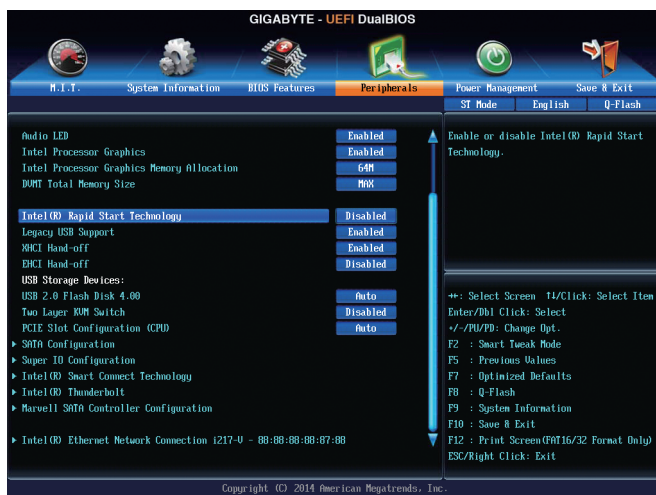 GIGABYTE - UEFI DualBIOS
M.I.T. System Information BIOS Features Peripherals Power Management Save & Exit
ST Mode English Q-Flash
Audio LED Enabled
Intel Processor Graphics Enabled
Intel Processor Graphics Memory Allocation 64M
DVMT Total Memory Size MAX
Intel(R) Rapid Start Technology Disabled
Legacy USB Support Enabled
XHCI Hand-off Enabled
EHCI Hand-off Disabled
USB Storage Devices:
USB 2.0 Flash Disk 4.00 Auto
Two Layer KVM Switch Disabled
PCIE Slot Configuration (CPU) Auto
SATA Configuration
Super IO Configuration
Intel(R) Smart Connect Technology
Intel(R) Thunderbolt
Marvell SATA Controller Configuration
Intel(R) Ethernet Network Connection i217-V - 88:88:88:88:87:88
Enable or disable Intel(R) Rapid Start
Technology.
→←: Select Screen ↑↓/Click: Select Item
Enter/Dbl Click: Select
+/-/PU/PD: Change Opt.
F2 : Smart Tweak Mode
F5 : Previous Values
F7 : Optimized Defaults
F8 : Q-Flash
F9 : System Information
F10 : Save & Exit
F12 : Print Screen(FAT16/32 Format Only)
ESC/Right Click: Exit
Copyright (C) 2014 American Megatrends, Inc.